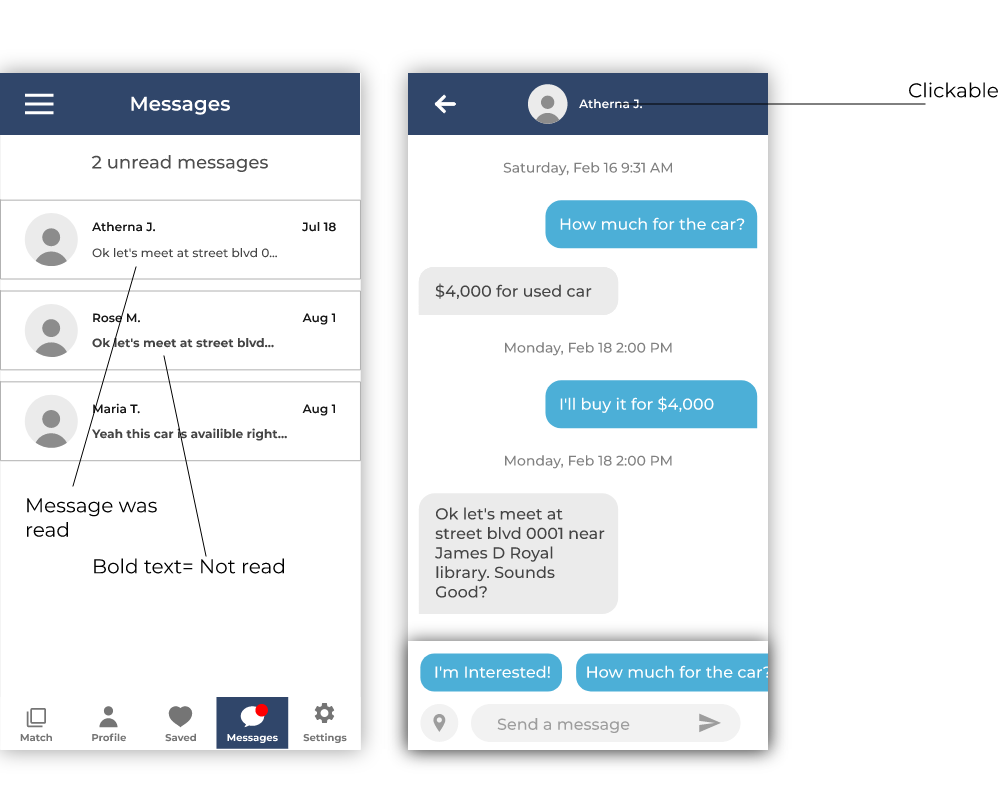 Messages
2 unread messages
Atherna J.
Jul 18
Ok let's meet at street blvd 0...
Rose M.
Aug 1
Ok let's meet at street blvd...
Maria T.
Aug 1
Yeah this car is availible right...
Message was
read
Bold text= Not read
Match
Profile
Saved
Messages
Settings
Atherna J.
Clickable
Saturday, Feb 16 9:31 AM
How much for the car?
$4,000 for used car
Monday, Feb 18 2:00 PM
I'll buy it for $4,000
Monday, Feb 18 2:00 PM
Ok let's meet at
street blvd 0001 near
James D Royal
library. Sounds
Good?
I'm Interested!
How much for the car?
Send a message